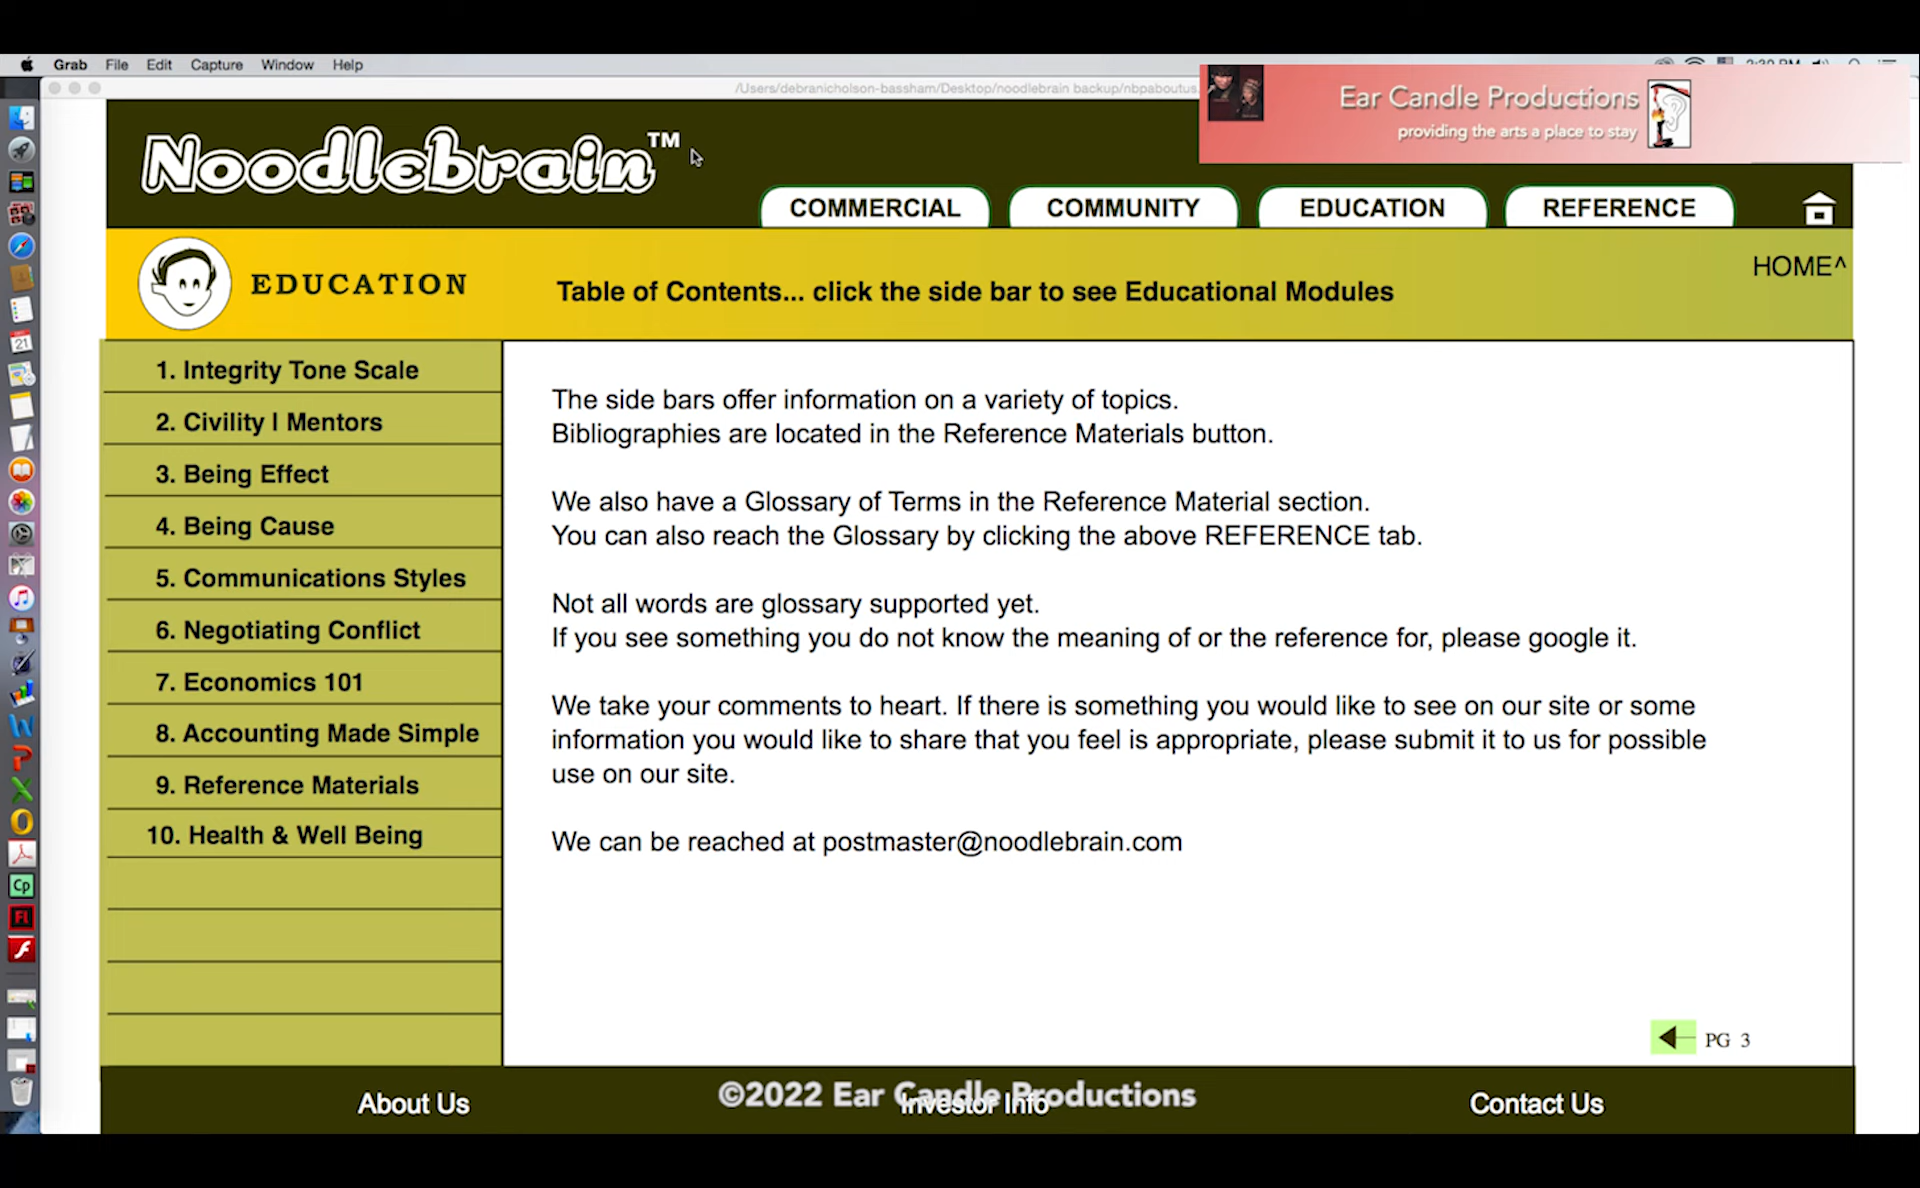 Grab File Edit Capture Window Help
/Users/debranicholson-bassham/Desktop/noodlebrain backup/nbpaboutus.
Ear Candle Productions
providing the arts a place to stay
Noodlebrain™
COMMERCIAL COMMUNITY EDUCATION REFERENCE
HOME^
EDUCATION
Table of Contents... click the side bar to see Educational Modules
1. Integrity Tone Scale
2. Civility | Mentors
3. Being Effect
4. Being Cause
5. Communications Styles
6. Negotiating Conflict
7. Economics 101
8. Accounting Made Simple
9. Reference Materials
10. Health & Well Being
The side bars offer information on a variety of topics.
Bibliographies are located in the Reference Materials button.
We also have a Glossary of Terms in the Reference Material section.
You can also reach the Glossary by clicking the above REFERENCE tab.
Not all words are glossary supported yet.
If you see something you do not know the meaning of or the reference for, please google it.
We take your comments to heart. If there is something you would like to see on our site or some
information you would like to share that you feel is appropriate, please submit it to us for possible
use on our site.
We can be reached at postmaster@noodlebrain.com
PG 3
About Us Investor Info Contact Us
©2022 Ear Candle Productions
21
Cp
Fl